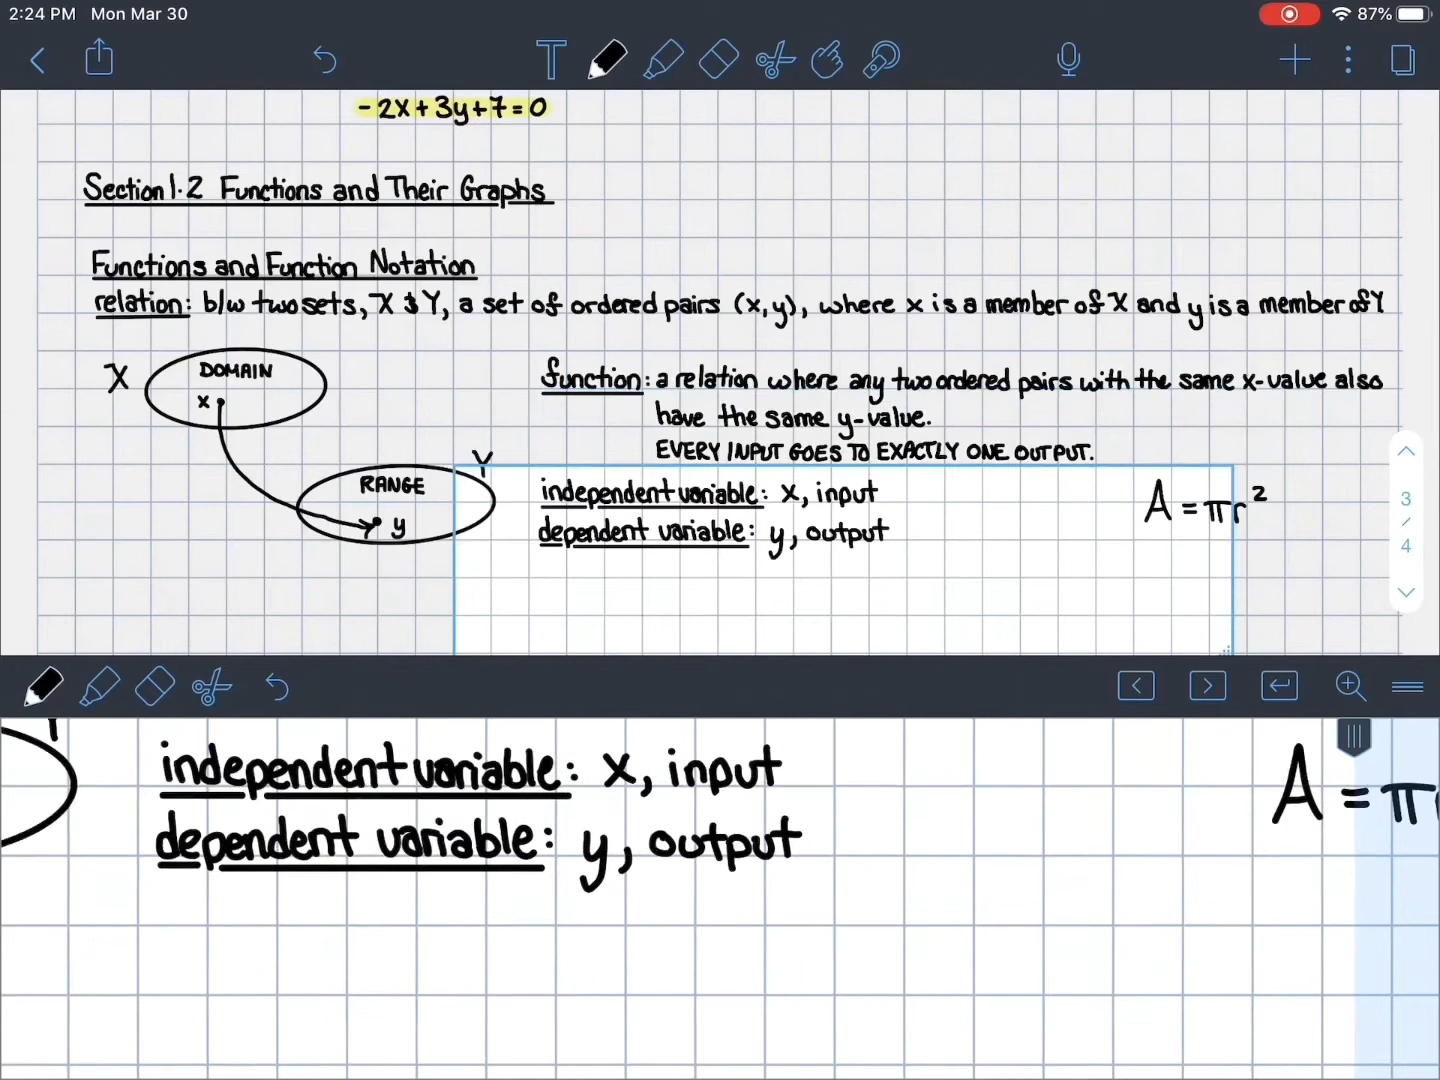 2:24 PM Mon Mar 30
87%
-2x+3y+7=0
Section 1.2 Functions and Their Graphs
Functions and Function Notation
relation: b/w two sets, X & Y, a set of ordered pairs (x,y), where x is a member of X and y is a member of Y
X
DOMAIN
x
function: a relation where any two ordered pairs with the same x-value also
have the same y-value.
EVERY INPUT GOES TO EXACTLY ONE OUTPUT.
Y
RANGE
y
independent variable: x, input
dependent variable: y, output
A = πr²
3
4
independent variable: x, input
dependent variable: y, output
A = π